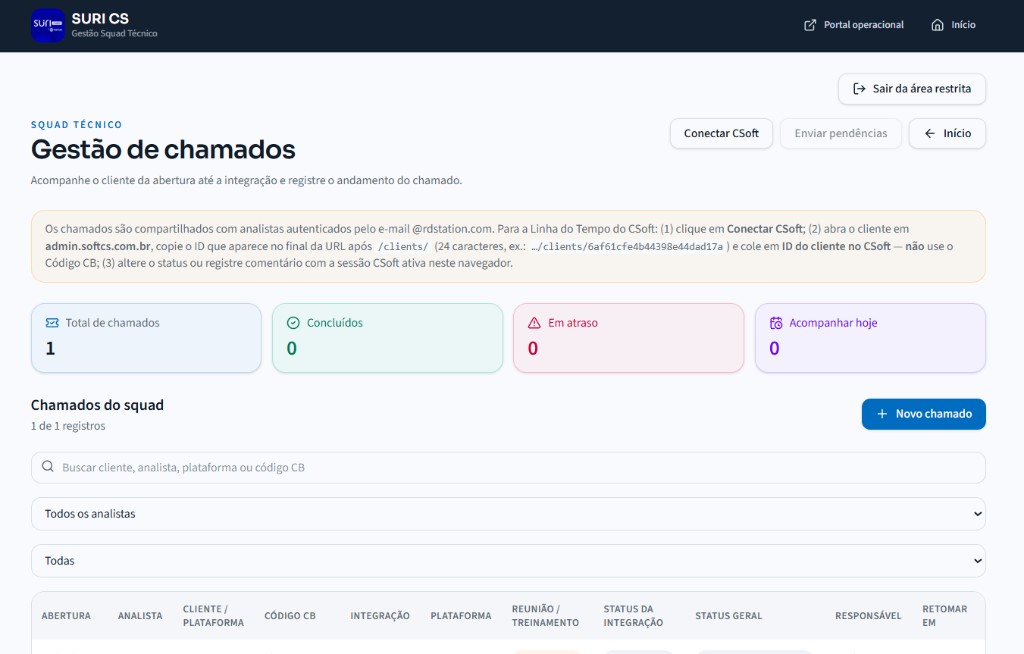 SURI CS
Gestão Squad Técnico
Portal operacional
Início
Sair da área restrita
SQUAD TÉCNICO
Gestão de chamados
Conectar CSoft
Enviar pendências
Início
Acompanhe o cliente da abertura até a integração e registre o andamento do chamado.
Os chamados são compartilhados com analistas autenticados pelo e-mail @rdstation.com. Para a Linha do Tempo do CSoft: (1) clique em Conectar CSoft; (2) abra o cliente em
admin.softcs.com.br, copie o ID que aparece no final da URL após /clients/ (24 caracteres, ex.: …/clients/6af61cfe4b44398e44dad17a ) e cole em ID do cliente no CSoft — não use o
Código CB; (3) altere o status ou registre comentário com a sessão CSoft ativa neste navegador.
Total de chamados
1
Concluídos
0
Em atraso
0
Acompanhar hoje
0
Chamados do squad
1 de 1 registros
Novo chamado
Buscar cliente, analista, plataforma ou código CB
Todos os analistas
Todas
ABERTURA
ANALISTA
CLIENTE /
PLATAFORMA
CÓDIGO CB
INTEGRAÇÃO
PLATAFORMA
REUNIÃO /
TREINAMENTO
STATUS DA
INTEGRAÇÃO
STATUS GERAL
RESPONSÁVEL
RETOMAR
EM